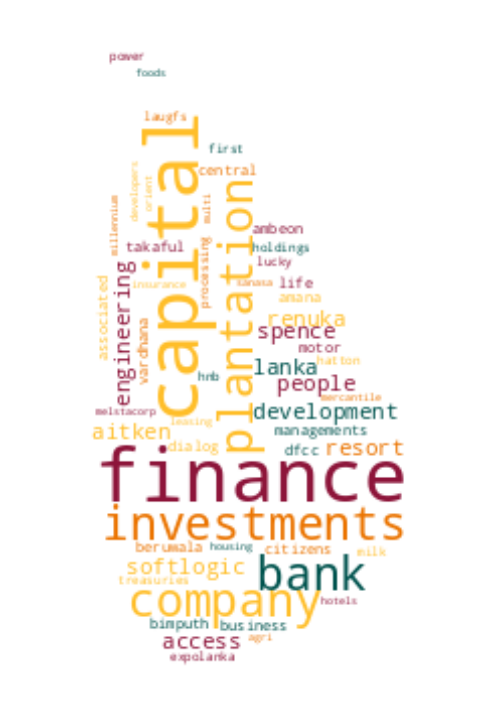 power
foods
laugfs
capital
first
central
developers
orient
plantation
millennium
multi
ambeon
takaful
holdings
processing
lucky
engineering
associated
insurance
sanasa
life
amana
renuka
vardhana
spence
motor
hatton
lanka
hnb
people
mercantile
melstacorp
development
leasing
aitken
managements
dialog
dfcc
resort
finance
investments
beruwala
housing
citizens
milk
softlogic
bank
treasuries
company
hotels
bimputh
business
access
agri
expolanka